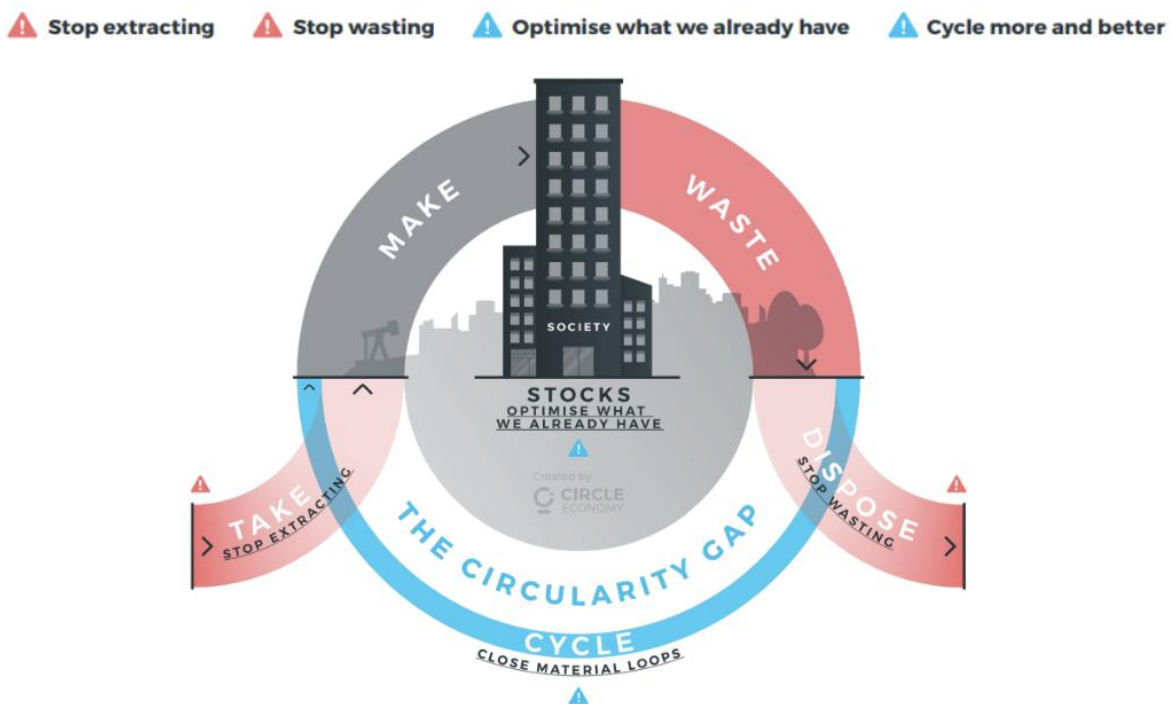 Stop extracting
Stop wasting
Optimise what we already have
Cycle more and better
MAKE
WASTE
SOCIETY
STOCKS
OPTIMISE WHAT
WE ALREADY HAVE
Created by:
CIRCLE
ECONOMY
TAKE
STOP EXTRACTING
DISPOSE
STOP WASTING
THE CIRCULARITY GAP
CYCLE
CLOSE MATERIAL LOOPS